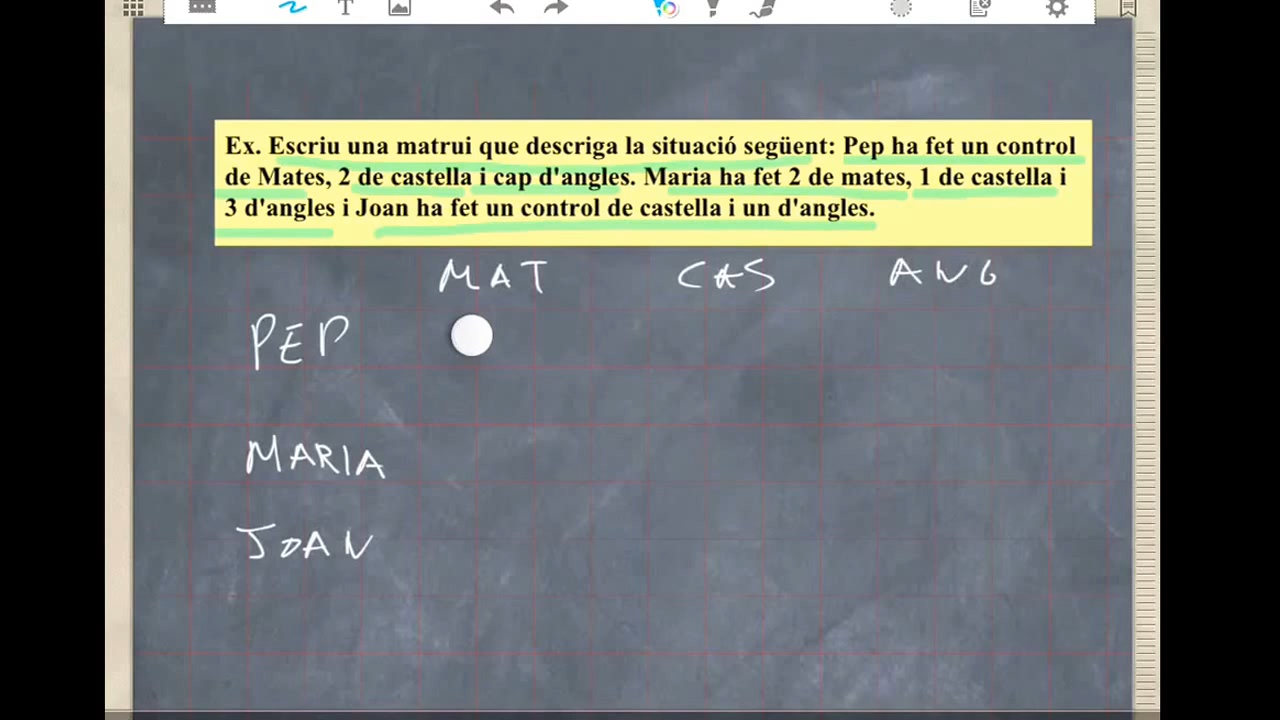 Ex. Escriu una matrui que descriga la situació següent: Pep ha fet un control
de Mates, 2 de castella i cap d'angles. Maria ha fet 2 de mates, 1 de castella i
3 d'angles i Joan ha fet un control de castella i un d'angles.
MAT CAS ANG
PEP
MARIA
JOAN